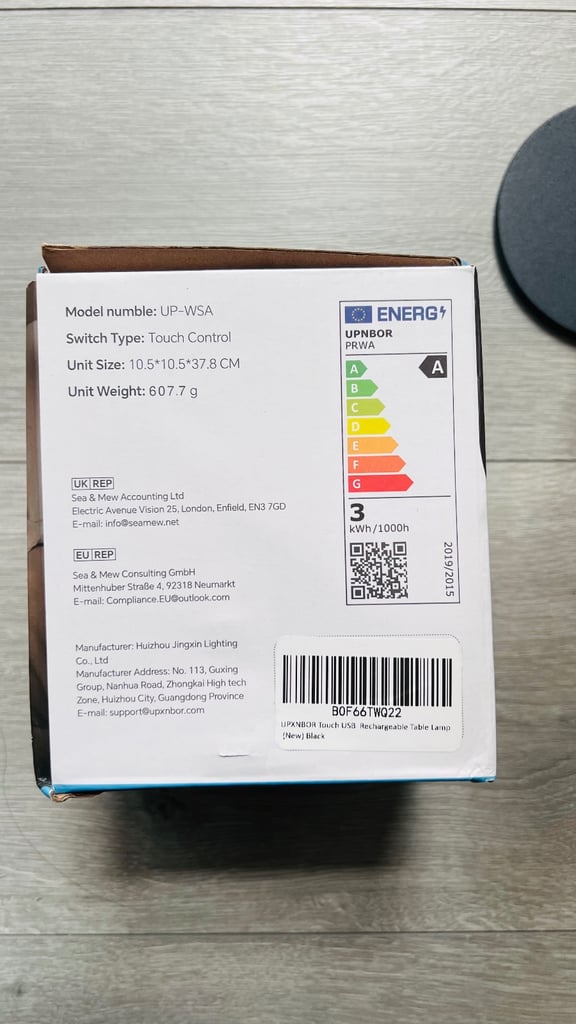 Model numble: UP-WSA
Switch Type: Touch Control
Unit Size: 10.5*10.5*37.8 CM
Unit Weight: 607.7 g
UK REP
Sea & Mew Accounting Ltd
Electric Avenue Vision 25, London, Enfield, EN3 7GD
E-mail: info@seamew.net
EU REP
Sea & Mew Consulting GmbH
Mittenhuber Straße 4, 92318 Neumarkt
E-mail: Compliance.EU@outlook.com
Manufacturer: Huizhou Jingxin Lighting
Co., Ltd
Manufacturer Address: No. 113, Guxing
Group, Nanhua Road, Zhongkai High tech
Zone, Huizhou City, Guangdong Province
E-mail: support@upxnbor.com
ENERG
UPNBOR
PRWA
A
A
B
C
D
E
F
G
3
kWh/1000h
2019/2015
B0F66TWQ22
UPXNBOR Touch USB Rechargeable Table Lamp
(New) Black